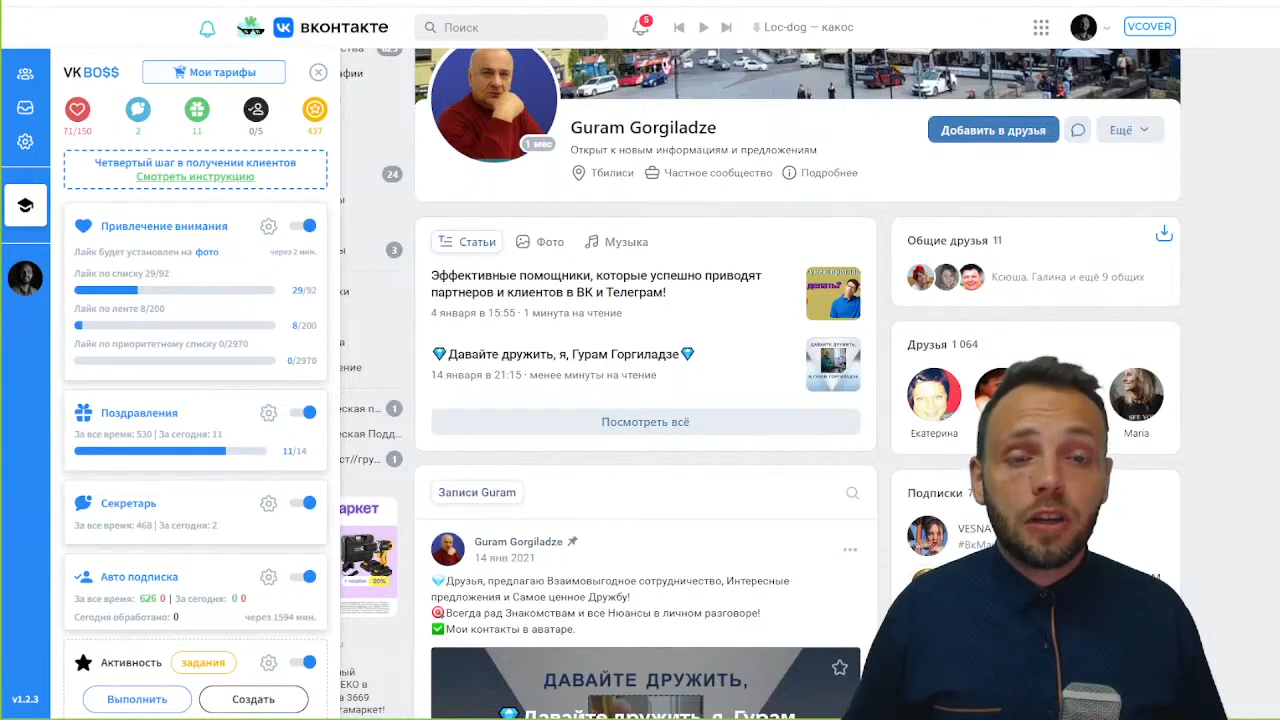 вконтакте
Поиск
5
Loc-dog — какос
VCOVER
VK BO$$
Мои тарифы
71/150
2
11
0/5
437
Четвертый шаг в получении клиентов
Смотреть инструкцию
Привлечение внимания
Лайк будет установлен на фото
через 2 мин.
Лайк по списку 29/92
29/92
Лайк по ленте 8/200
8/200
Лайк по приоритетному списку 0/2970
0/2970
Поздравления
За все время: 530 | За сегодня: 11
11/14
Секретарь
За все время: 468 | За сегодня: 2
Авто подписка
За все время: 626 0 | За сегодня: 0 0
Сегодня обработано: 0
через 1594 мин.
Активность
задания
Выполнить
Создать
v1.2.3
24
3
1
1
20%
1 мес
Guram Gorgiladze
Открыт к новым информациям и предложениям
Тбилиси
Частное сообщество
Подробнее
Добавить в друзья
Ещё
Статьи
Фото
Музыка
Эффективные помощники, которые успешно приводят
партнеров и клиентов в ВК и Телеграм!
4 января в 15:55 · 1 минута на чтение
💎Давайте дружить, я, Гурам Горгиладзе💎
14 января в 21:15 · менее минуты на чтение
Посмотреть всё
Записи Guram
Guram Gorgiladze
14 янв 2021
💎Друзья, предлагаю Взаимовыгодное сотрудничество, Интересные
предложения и Самое ценное Дружбу!
🎯Всегда рад Знакомствам и все Нюансы в личном разговоре!
✅Мои контакты в аватаре.
ДАВАЙТЕ ДРУЖИТЬ,
💎Давайте дружить, я, Гурам
Общие друзья 11
Ксюша, Галина и ещё 9 общих
Друзья 1 064
Екатерина
Maria
Подписки
VESNA